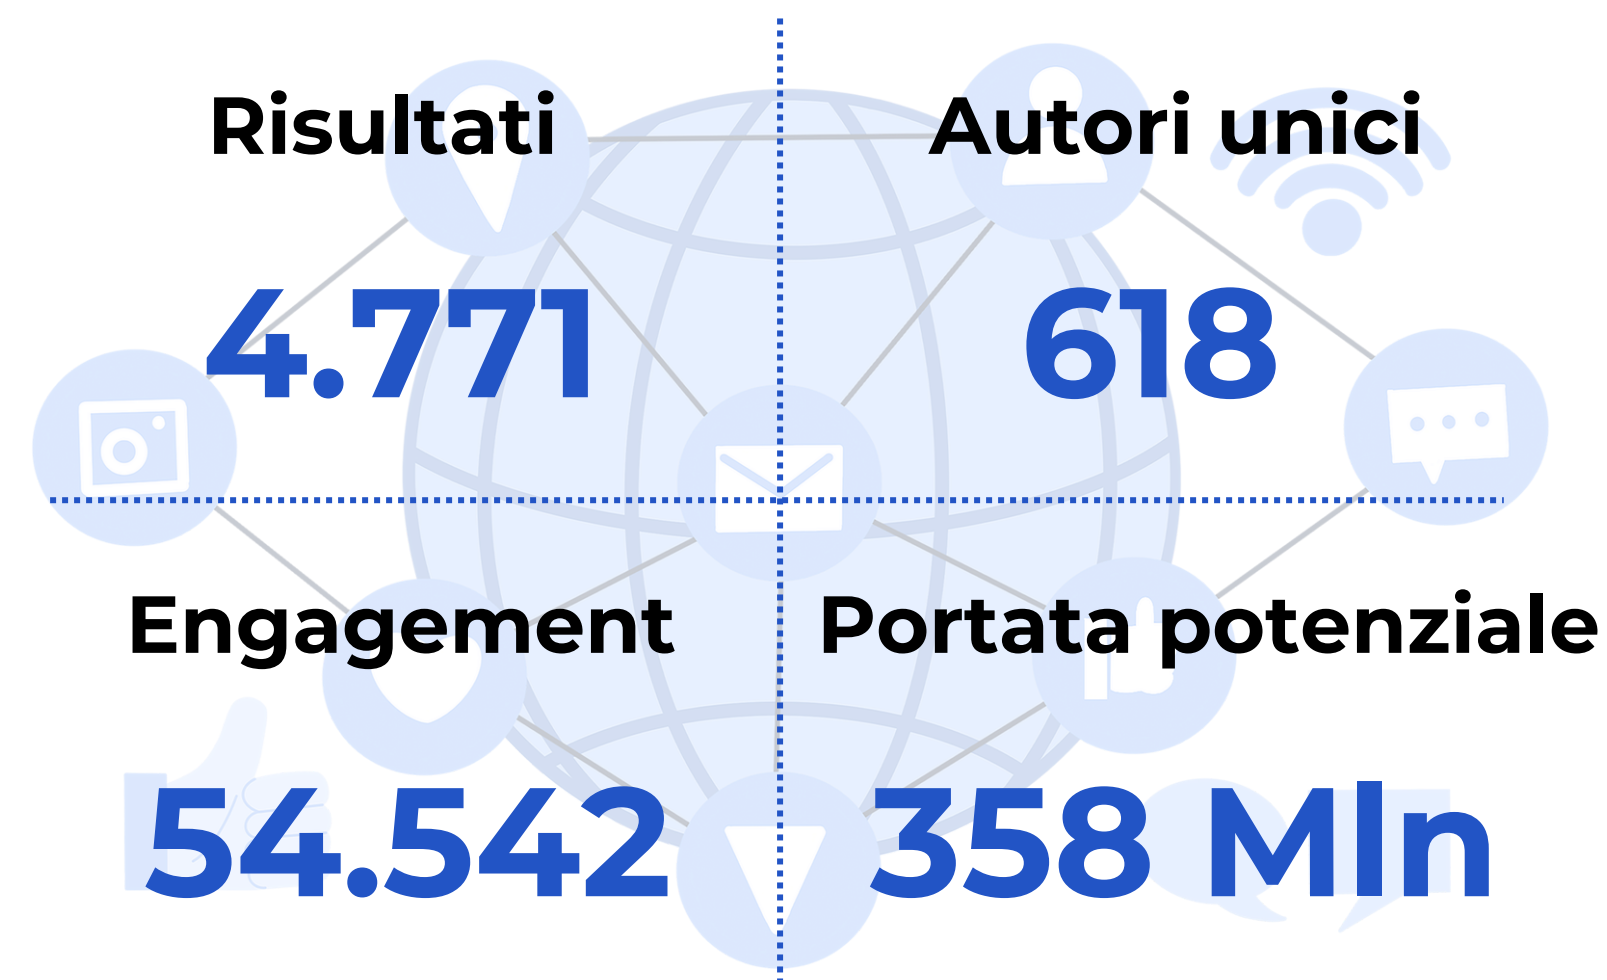 Risultati
4.771
Autori unici
618
Engagement
54.542
Portata potenziale
358 Mln